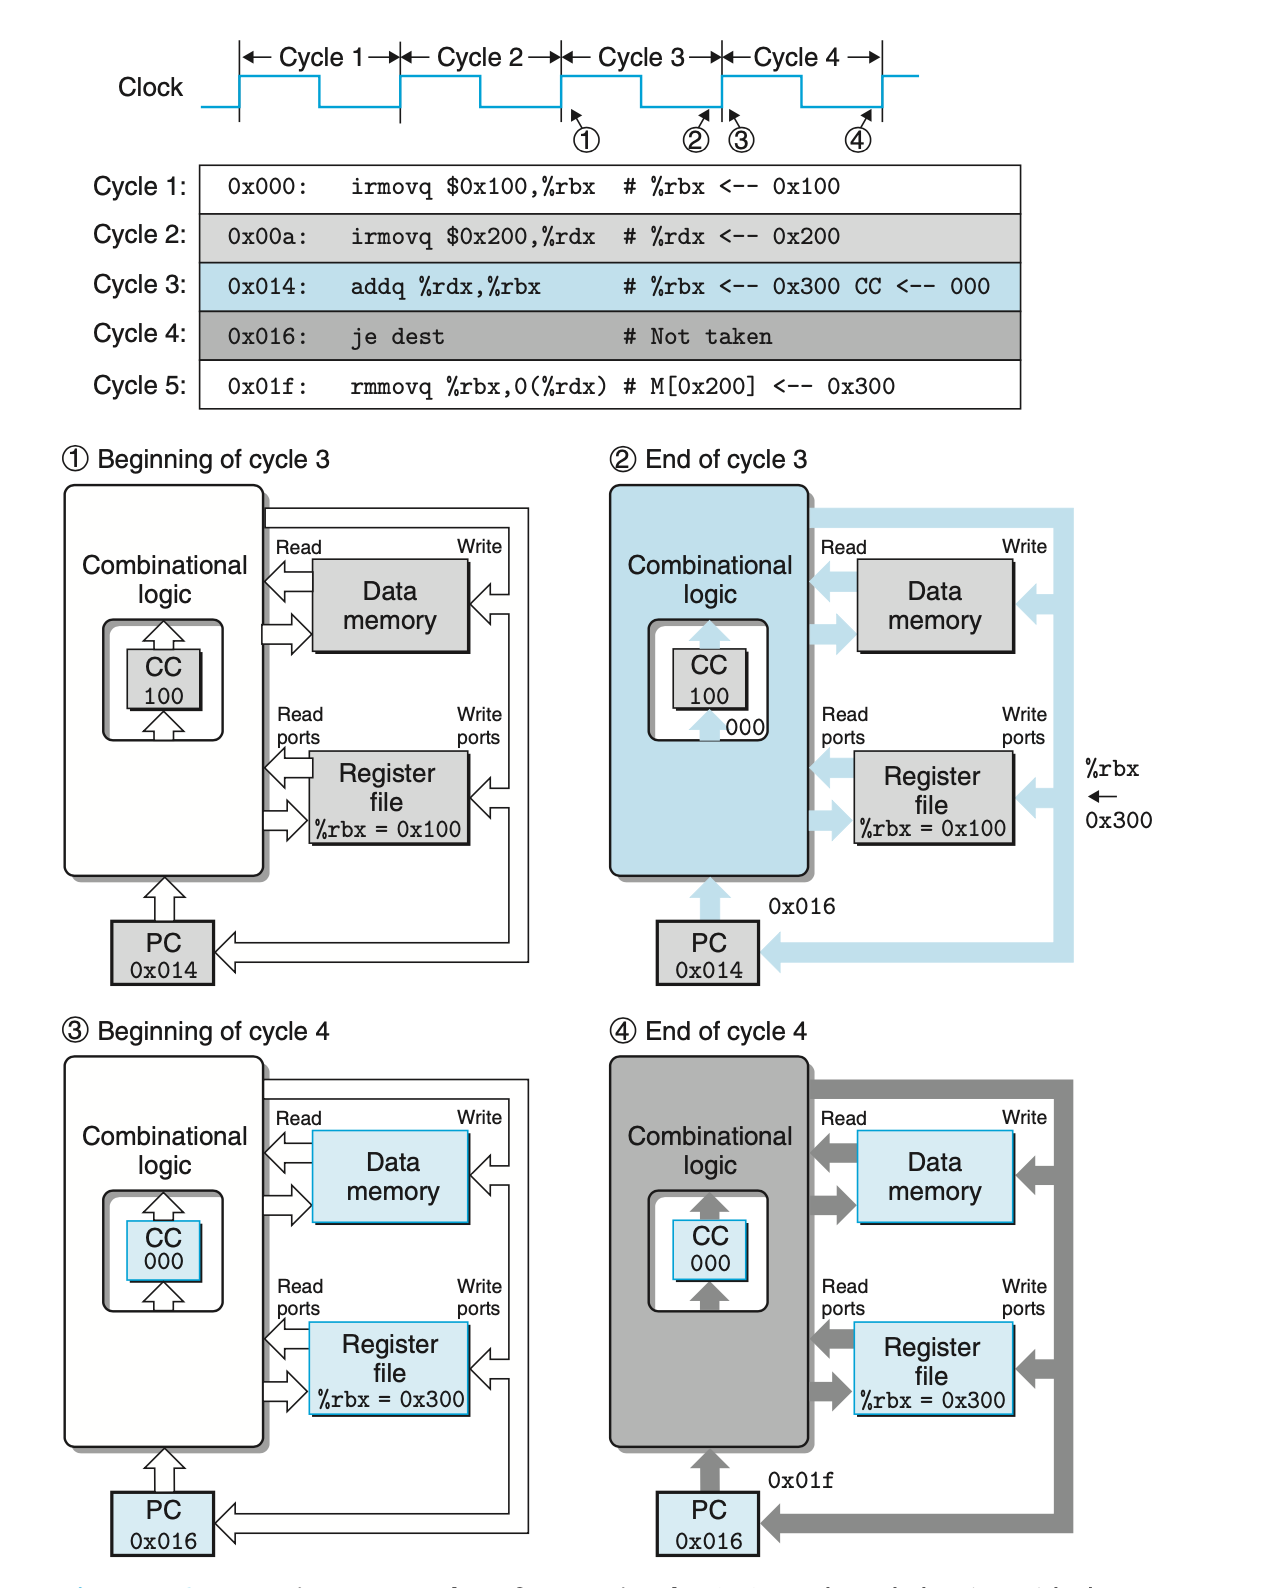 Cycle 1 Cycle 2 Cycle 3 Cycle 4
Clock
① ② ③ ④
Cycle 1: 0x000: irmovq $0x100,%rbx # %rbx <-- 0x100
Cycle 2: 0x00a: irmovq $0x200,%rdx # %rdx <-- 0x200
Cycle 3: 0x014: addq %rdx,%rbx # %rbx <-- 0x300 CC <-- 000
Cycle 4: 0x016: je dest # Not taken
Cycle 5: 0x01f: rmmovq %rbx,0(%rdx) # M[0x200] <-- 0x300
① Beginning of cycle 3
Combinational
logic
CC
100
Read
Write
Data
memory
Read
ports
Write
ports
Register
file
%rbx = 0x100
PC
0x014
② End of cycle 3
Combinational
logic
CC
100
000
Read
Write
Data
memory
Read
ports
Write
ports
Register
file
%rbx = 0x100
%rbx
0x300
0x016
PC
0x014
③ Beginning of cycle 4
Combinational
logic
CC
000
Read
Write
Data
memory
Read
ports
Write
ports
Register
file
%rbx = 0x300
PC
0x016
④ End of cycle 4
Combinational
logic
CC
000
Read
Write
Data
memory
Read
ports
Write
ports
Register
file
%rbx = 0x300
0x01f
PC
0x016